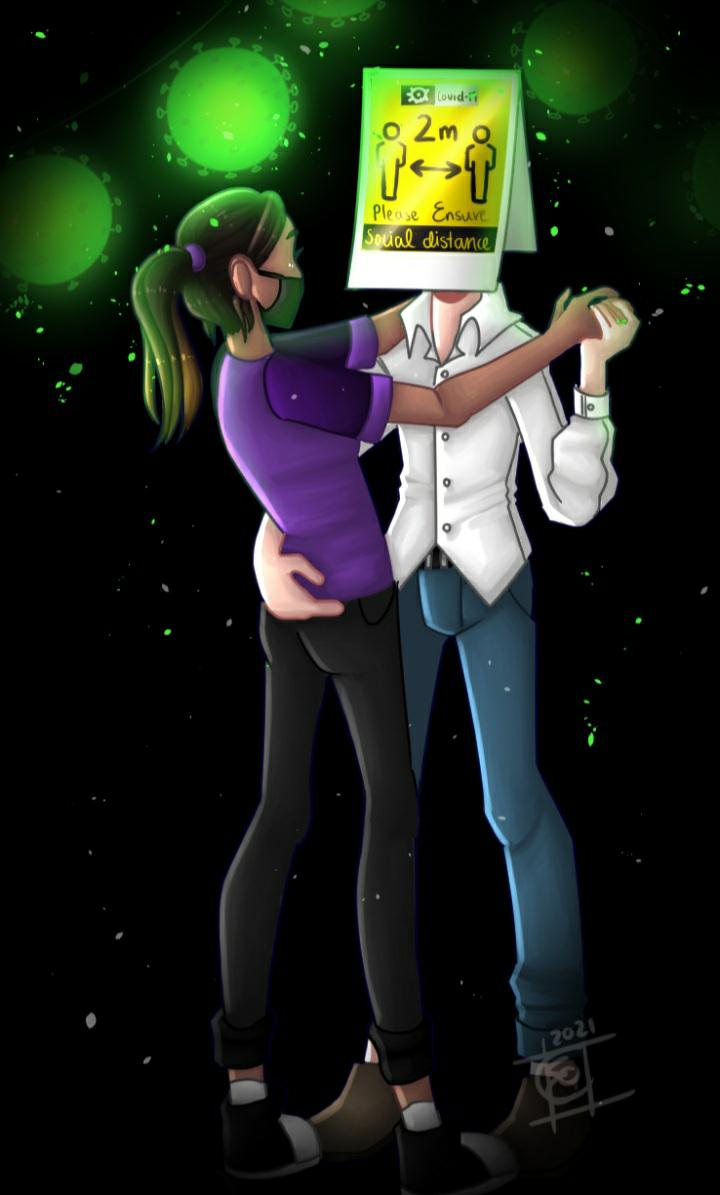 Covid-19
2m
Please Ensure
Social distance
2021